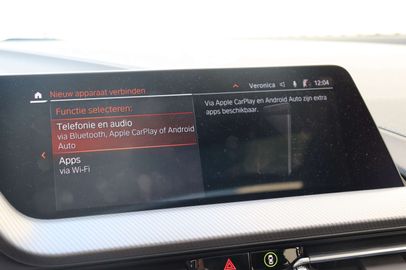 Nieuw apparaat verbinden
Veronica
12:04
Functie selecteren:
Telefonie en audio
via Bluetooth, Apple CarPlay of Android
Auto
Apps
via Wi-Fi
Via Apple CarPlay en Android Auto zijn extra
apps beschikbaar.